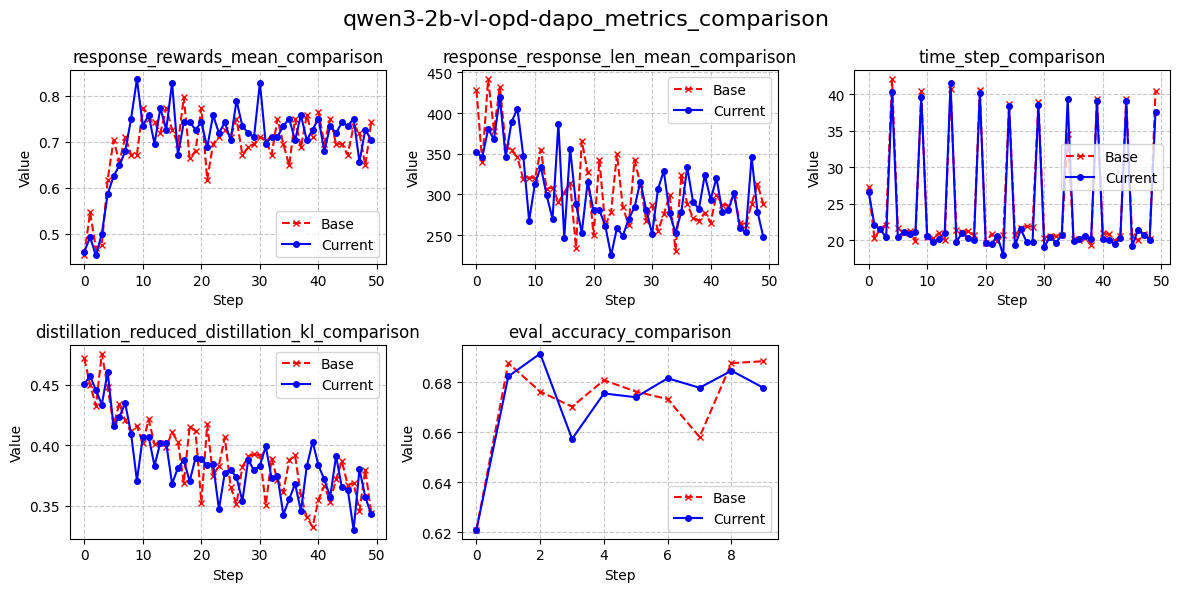 qwen3-2b-vl-opd-dapo_metrics_comparison
response_rewards_mean_comparison
Value
0.8
0.7
0.6
0.5
Base
Current
0 10 20 30 40 50
Step
response_response_len_mean_comparison
Value
450
400
350
300
250
Base
Current
0 10 20 30 40 50
Step
time_step_comparison
Value
40
35
30
25
20
Base
Current
0 10 20 30 40 50
Step
distillation_reduced_distillation_kl_comparison
Value
0.45
0.40
0.35
Base
Current
0 10 20 30 40 50
Step
eval_accuracy_comparison
Value
0.68
0.66
0.64
0.62
Base
Current
0 2 4 6 8
Step